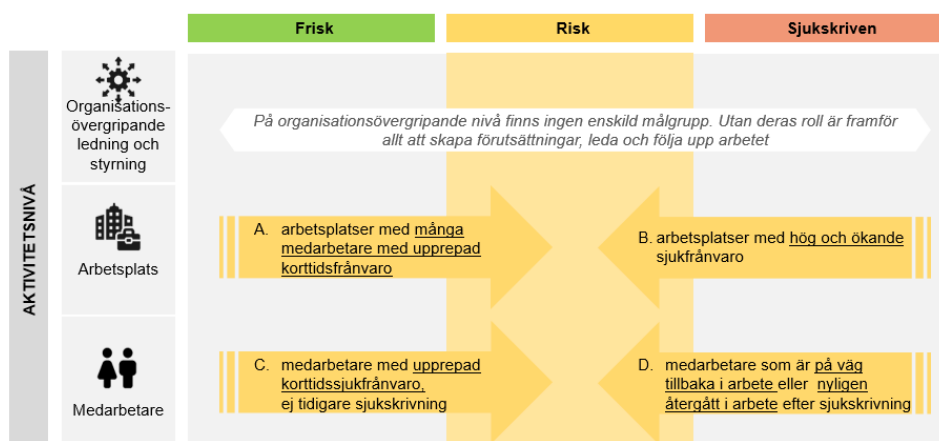 Frisk
Risk
Sjukskriven
AKTIVITETSNIVÅ
Organisations-
övergripande
ledning och
styrning
På organisationsövergripande nivå finns ingen enskild målgrupp. Utan deras roll är framför
allt att skapa förutsättningar, leda och följa upp arbetet
Arbetsplats
A. arbetsplatser med många
medarbetare med upprepad
korttidsfrånvaro
B. arbetsplatser med hög och ökande
sjukfrånvaro
Medarbetare
C. medarbetare med upprepad
korttidssjukfrånvaro,
ej tidigare sjukskrivning
D. medarbetare som är på väg
tillbaka i arbete eller nyligen
återgått i arbete efter sjukskrivning